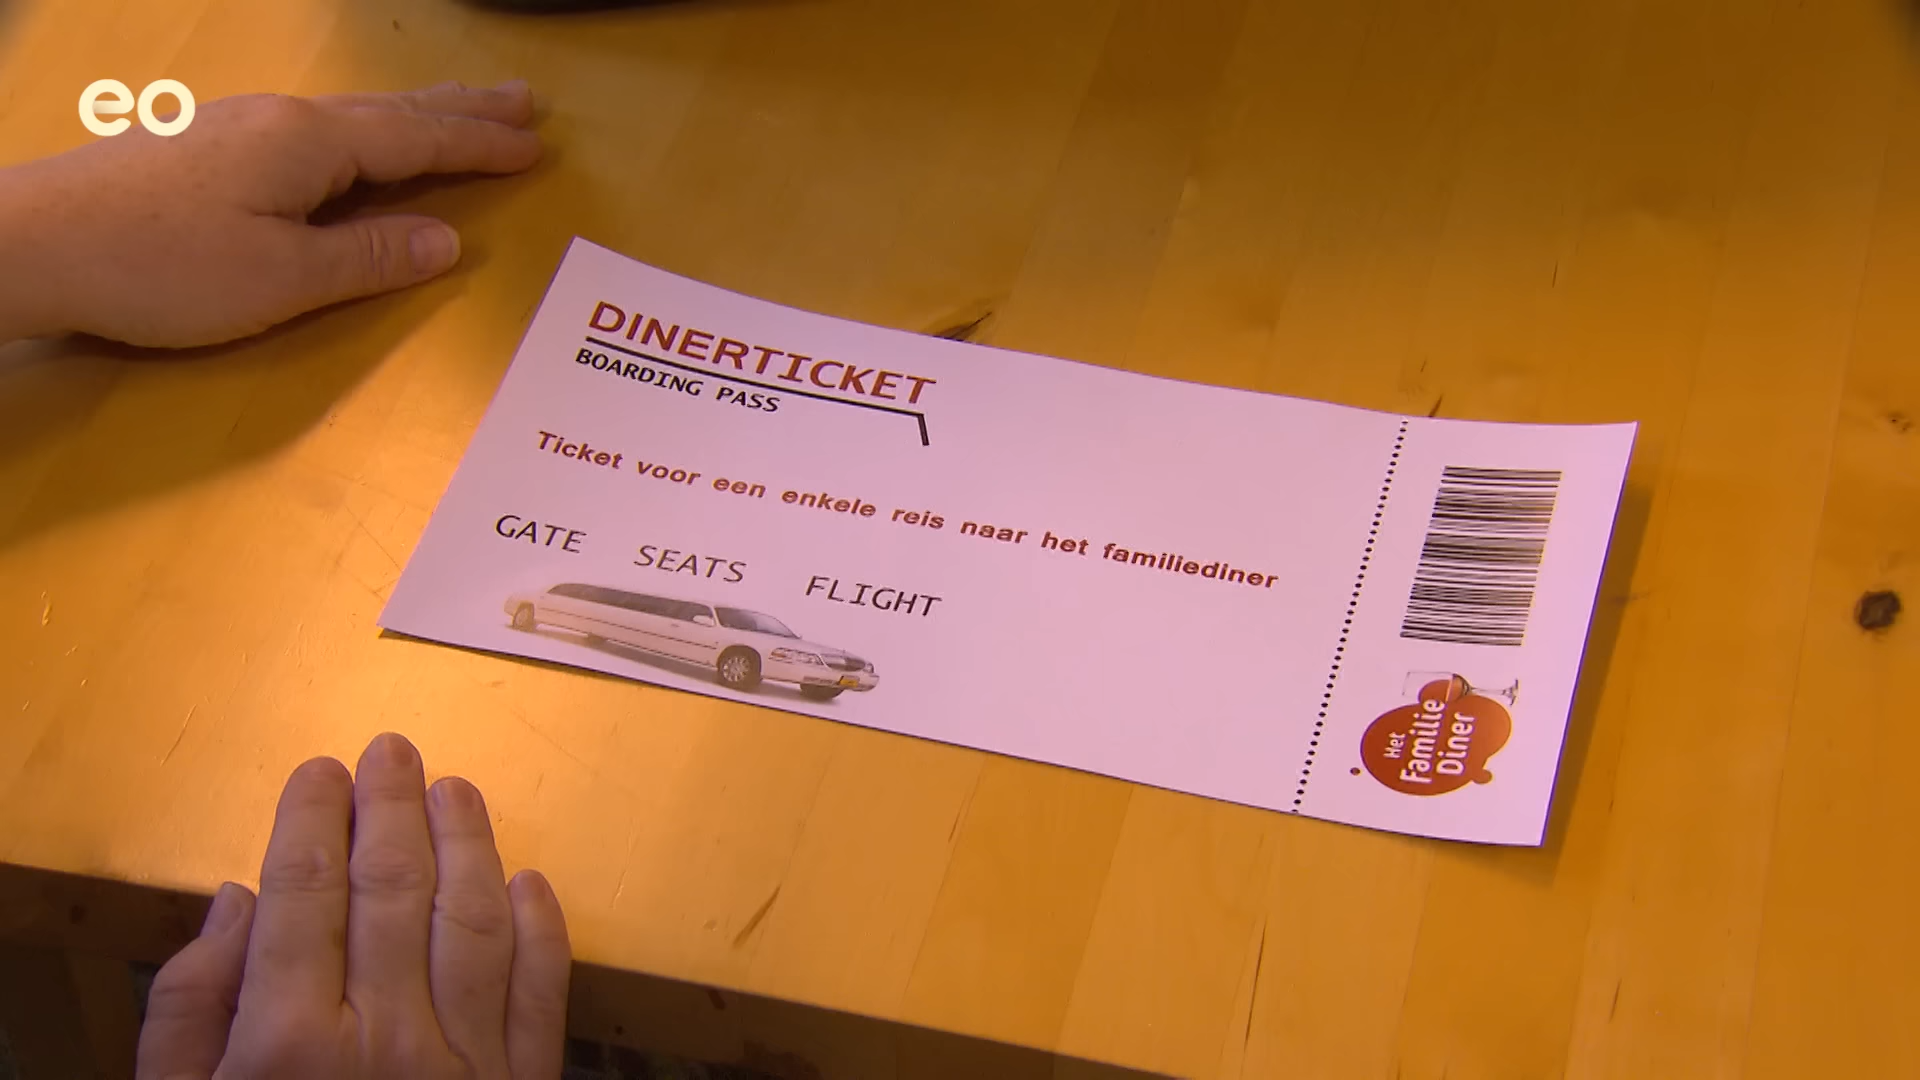 eo
DINERTICKET
BOARDING PASS
Ticket voor een enkele reis naar het familiediner
GATE SEATS FLIGHT
Het
Familie
Diner